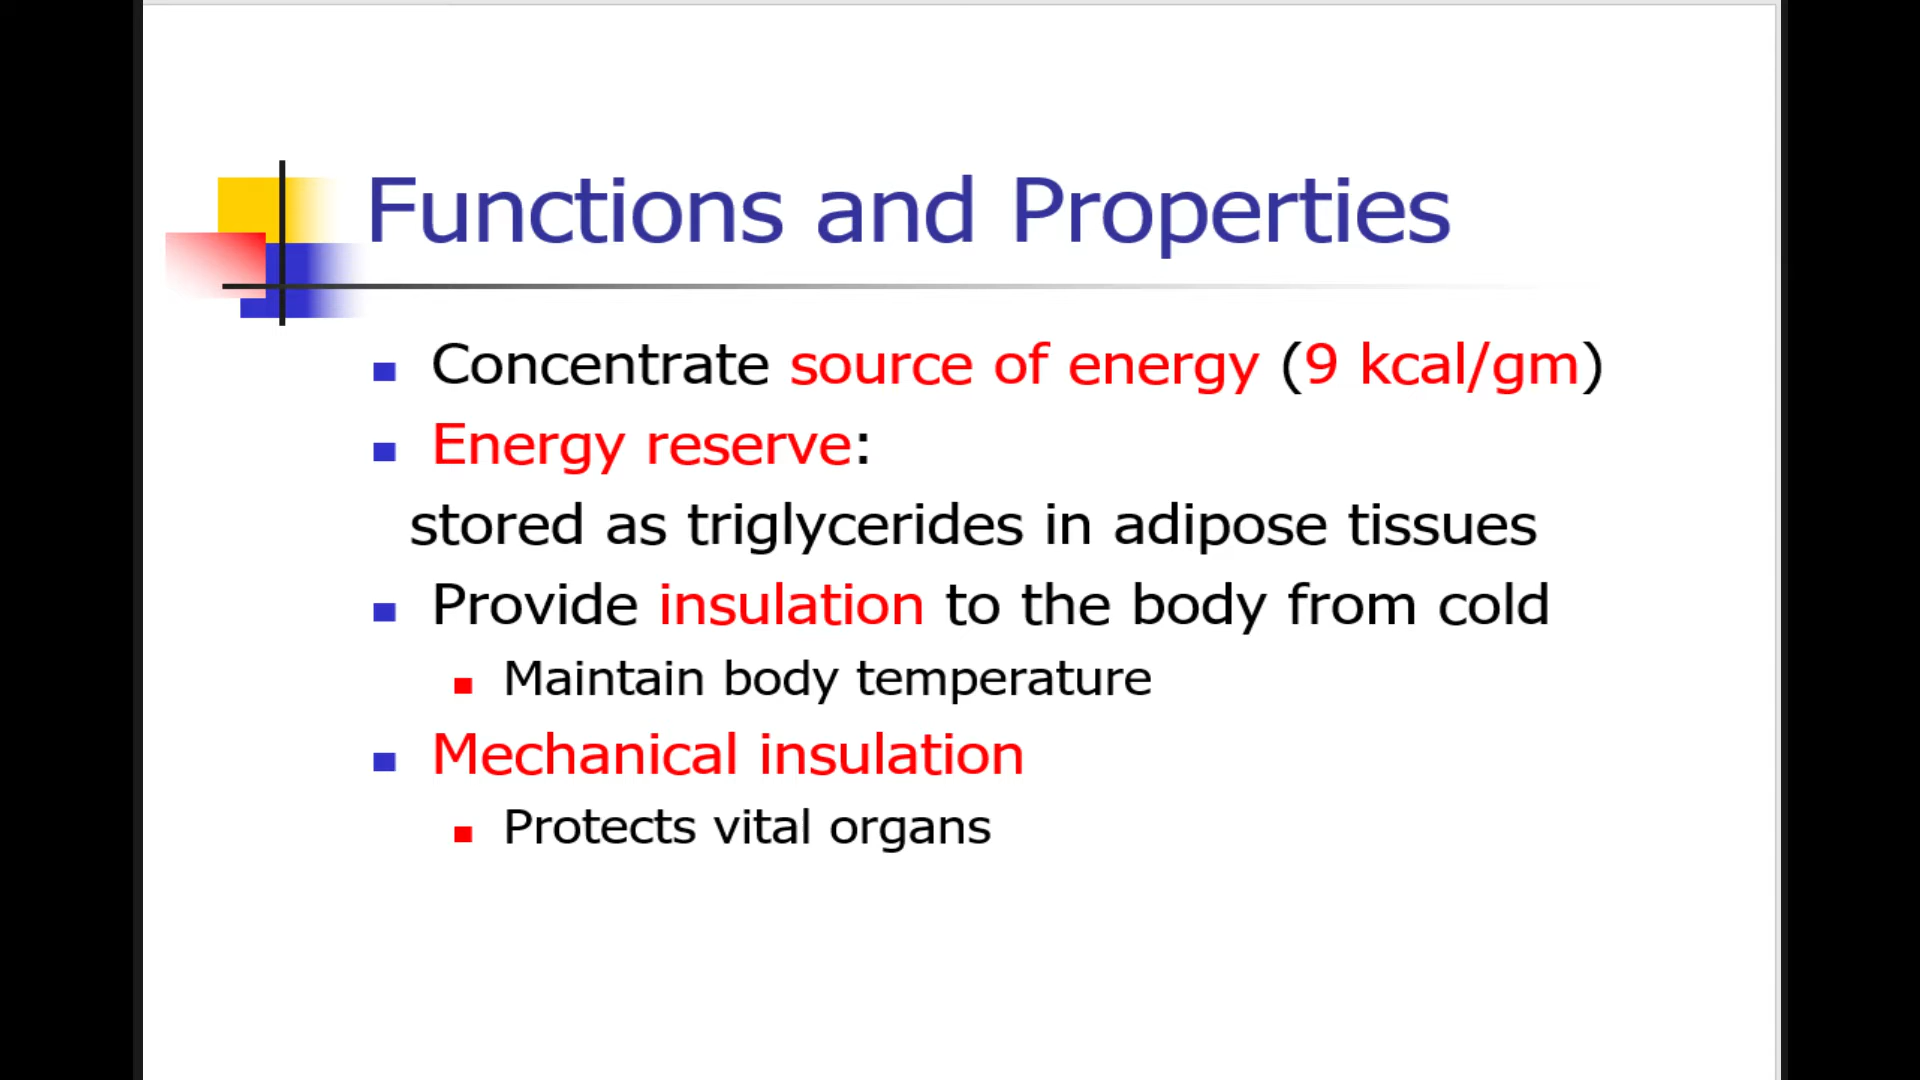 Functions and Properties
Concentrate source of energy (9 kcal/gm)
Energy reserve:
stored as triglycerides in adipose tissues
Provide insulation to the body from cold
Maintain body temperature
Mechanical insulation
Protects vital organs